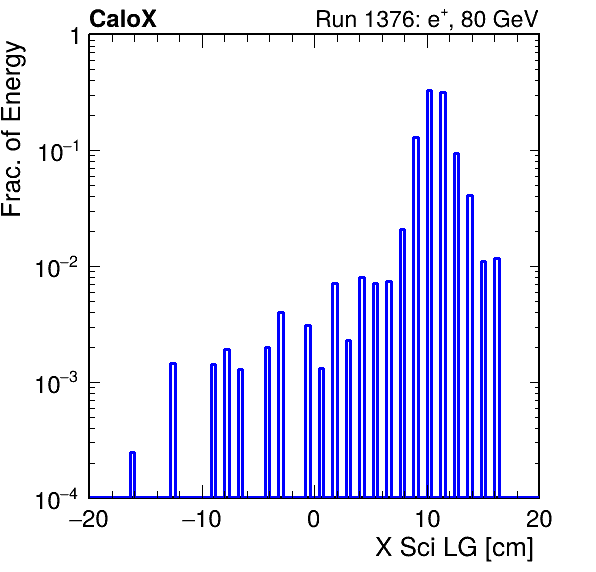 CaloX Run 1376: e⁺, 80 GeV
Frac. of Energy
1
10⁻¹
10⁻²
10⁻³
10⁻⁴
−20 −10 0 10 20
X Sci LG [cm]